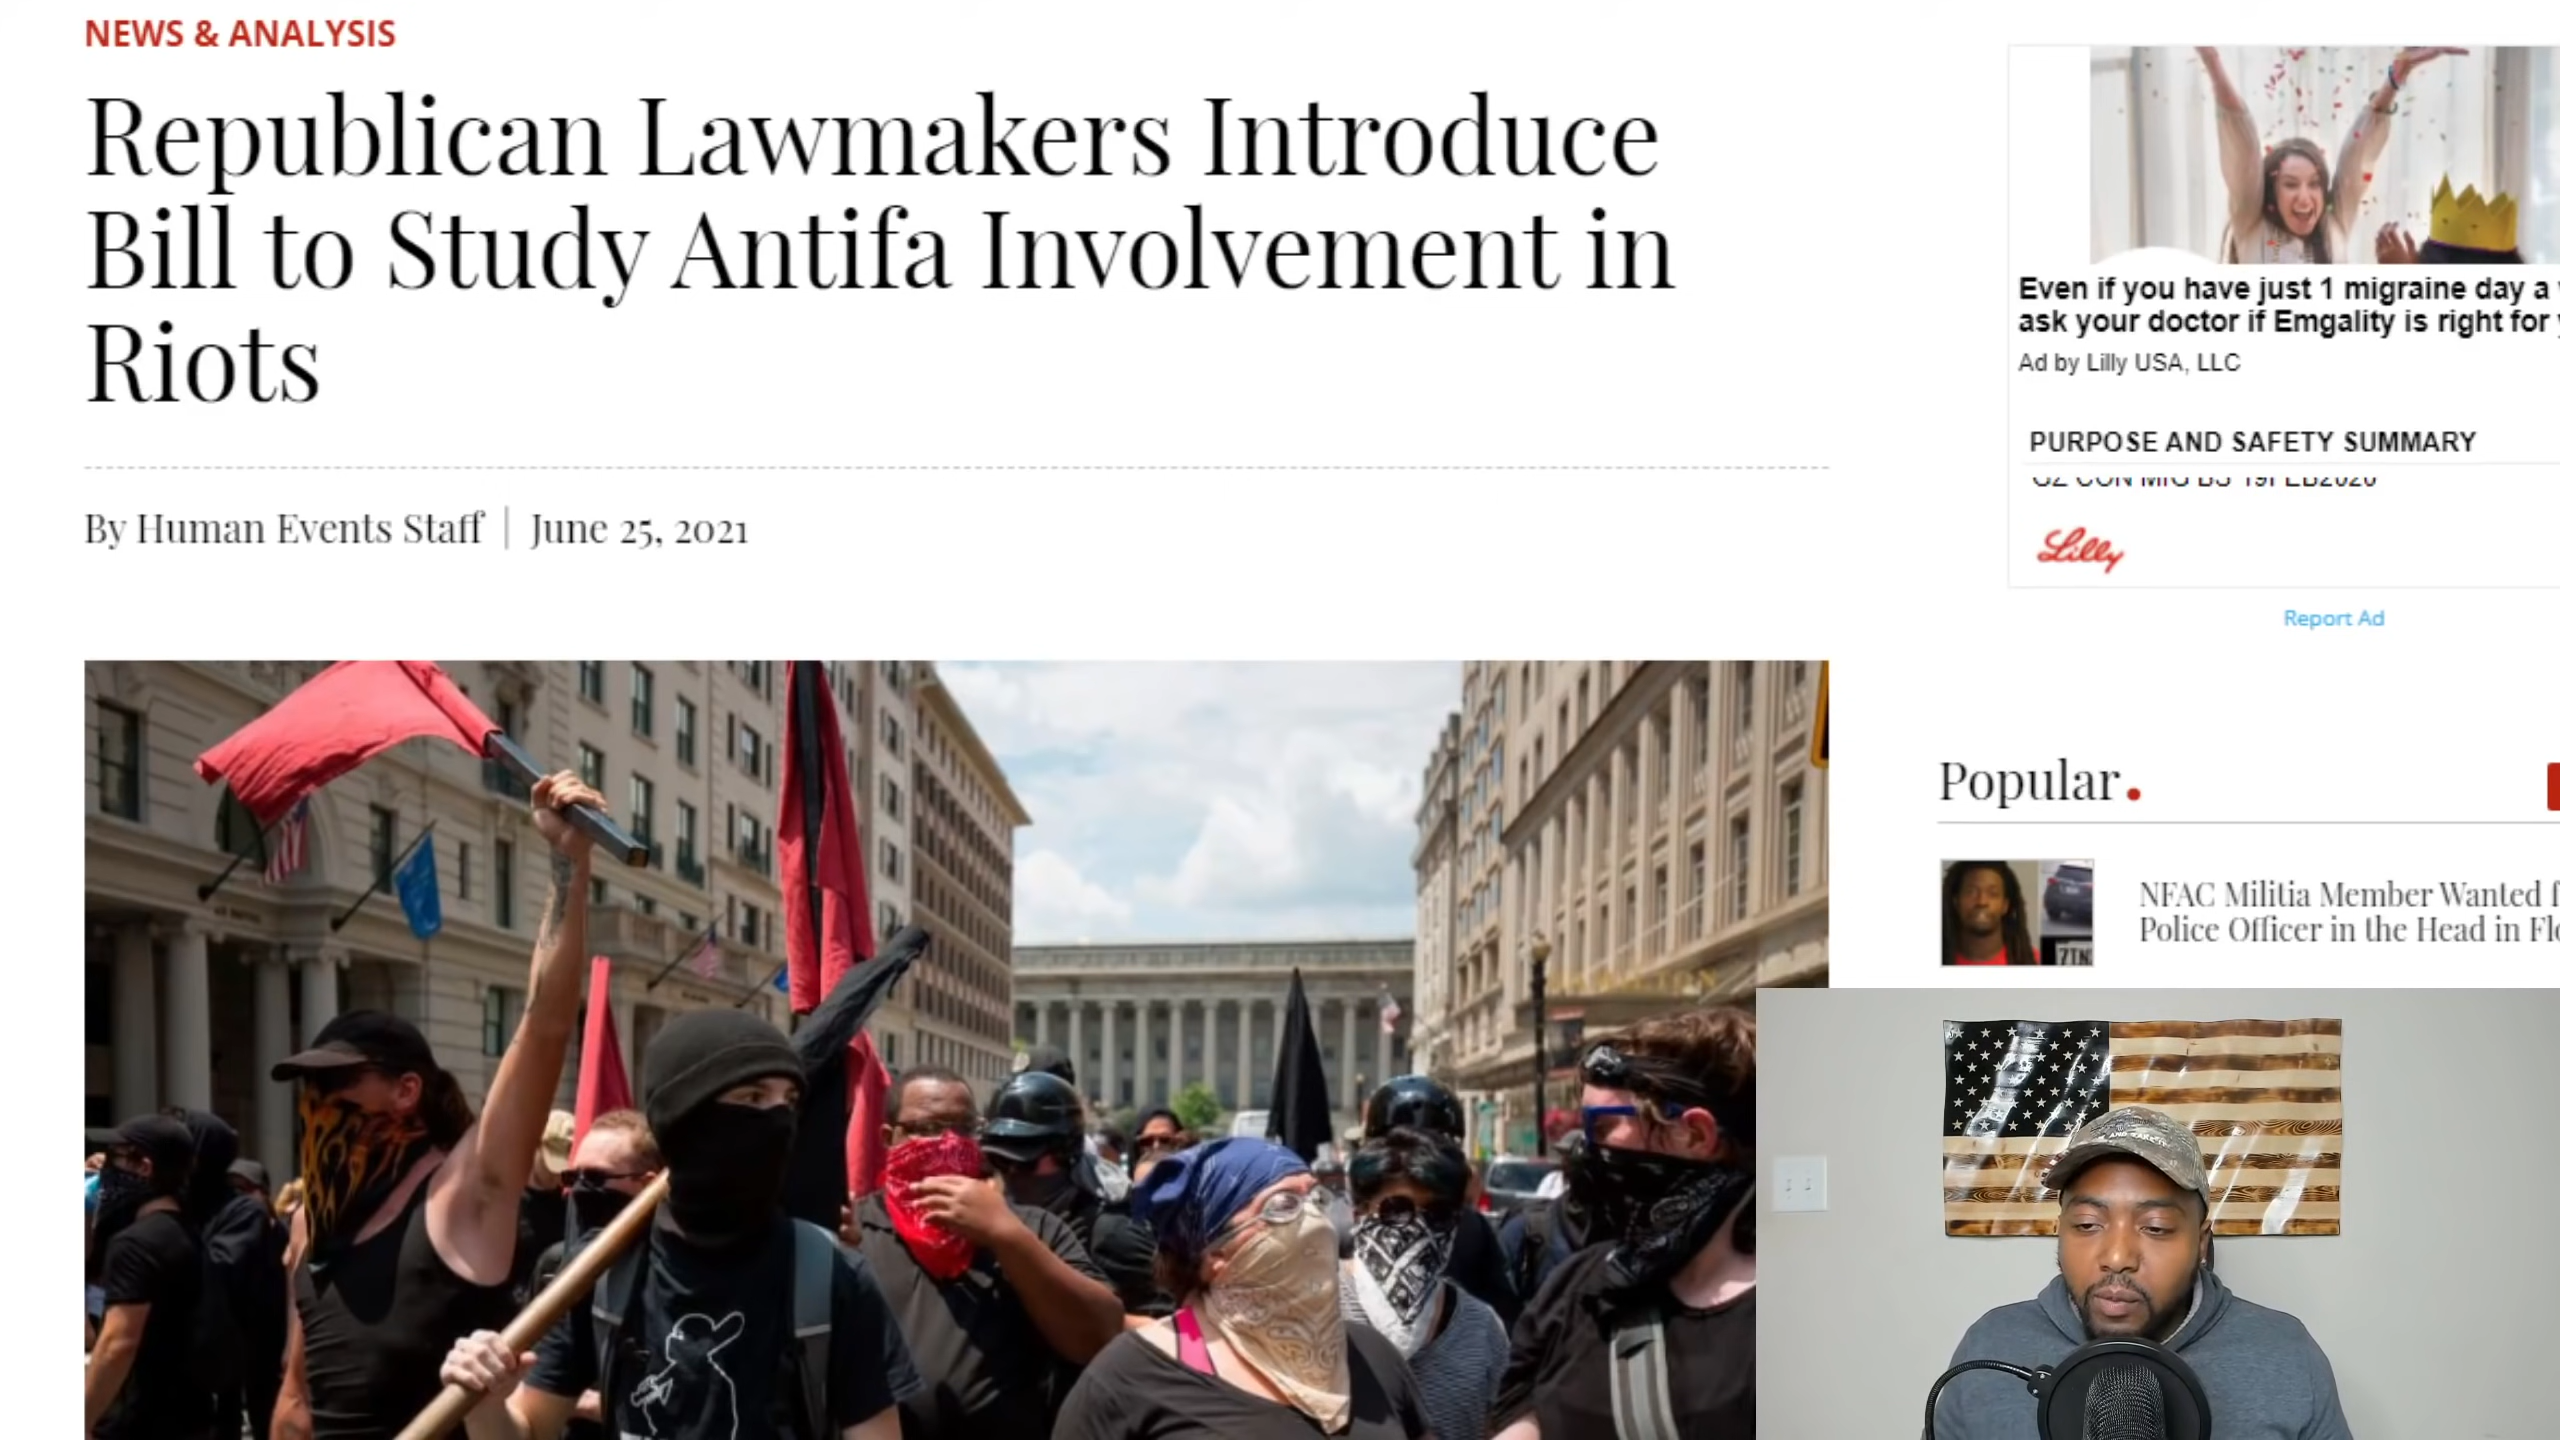 NEWS & ANALYSIS
Republican Lawmakers Introduce
Bill to Study Antifa Involvement in
Riots
By Human Events Staff | June 25, 2021
Even if you have just 1 migraine day a
ask your doctor if Emgality is right for
Ad by Lilly USA, LLC
PURPOSE AND SAFETY SUMMARY
Lilly
Report Ad
Popular.
NFAC Militia Member Wanted
Police Officer in the Head in